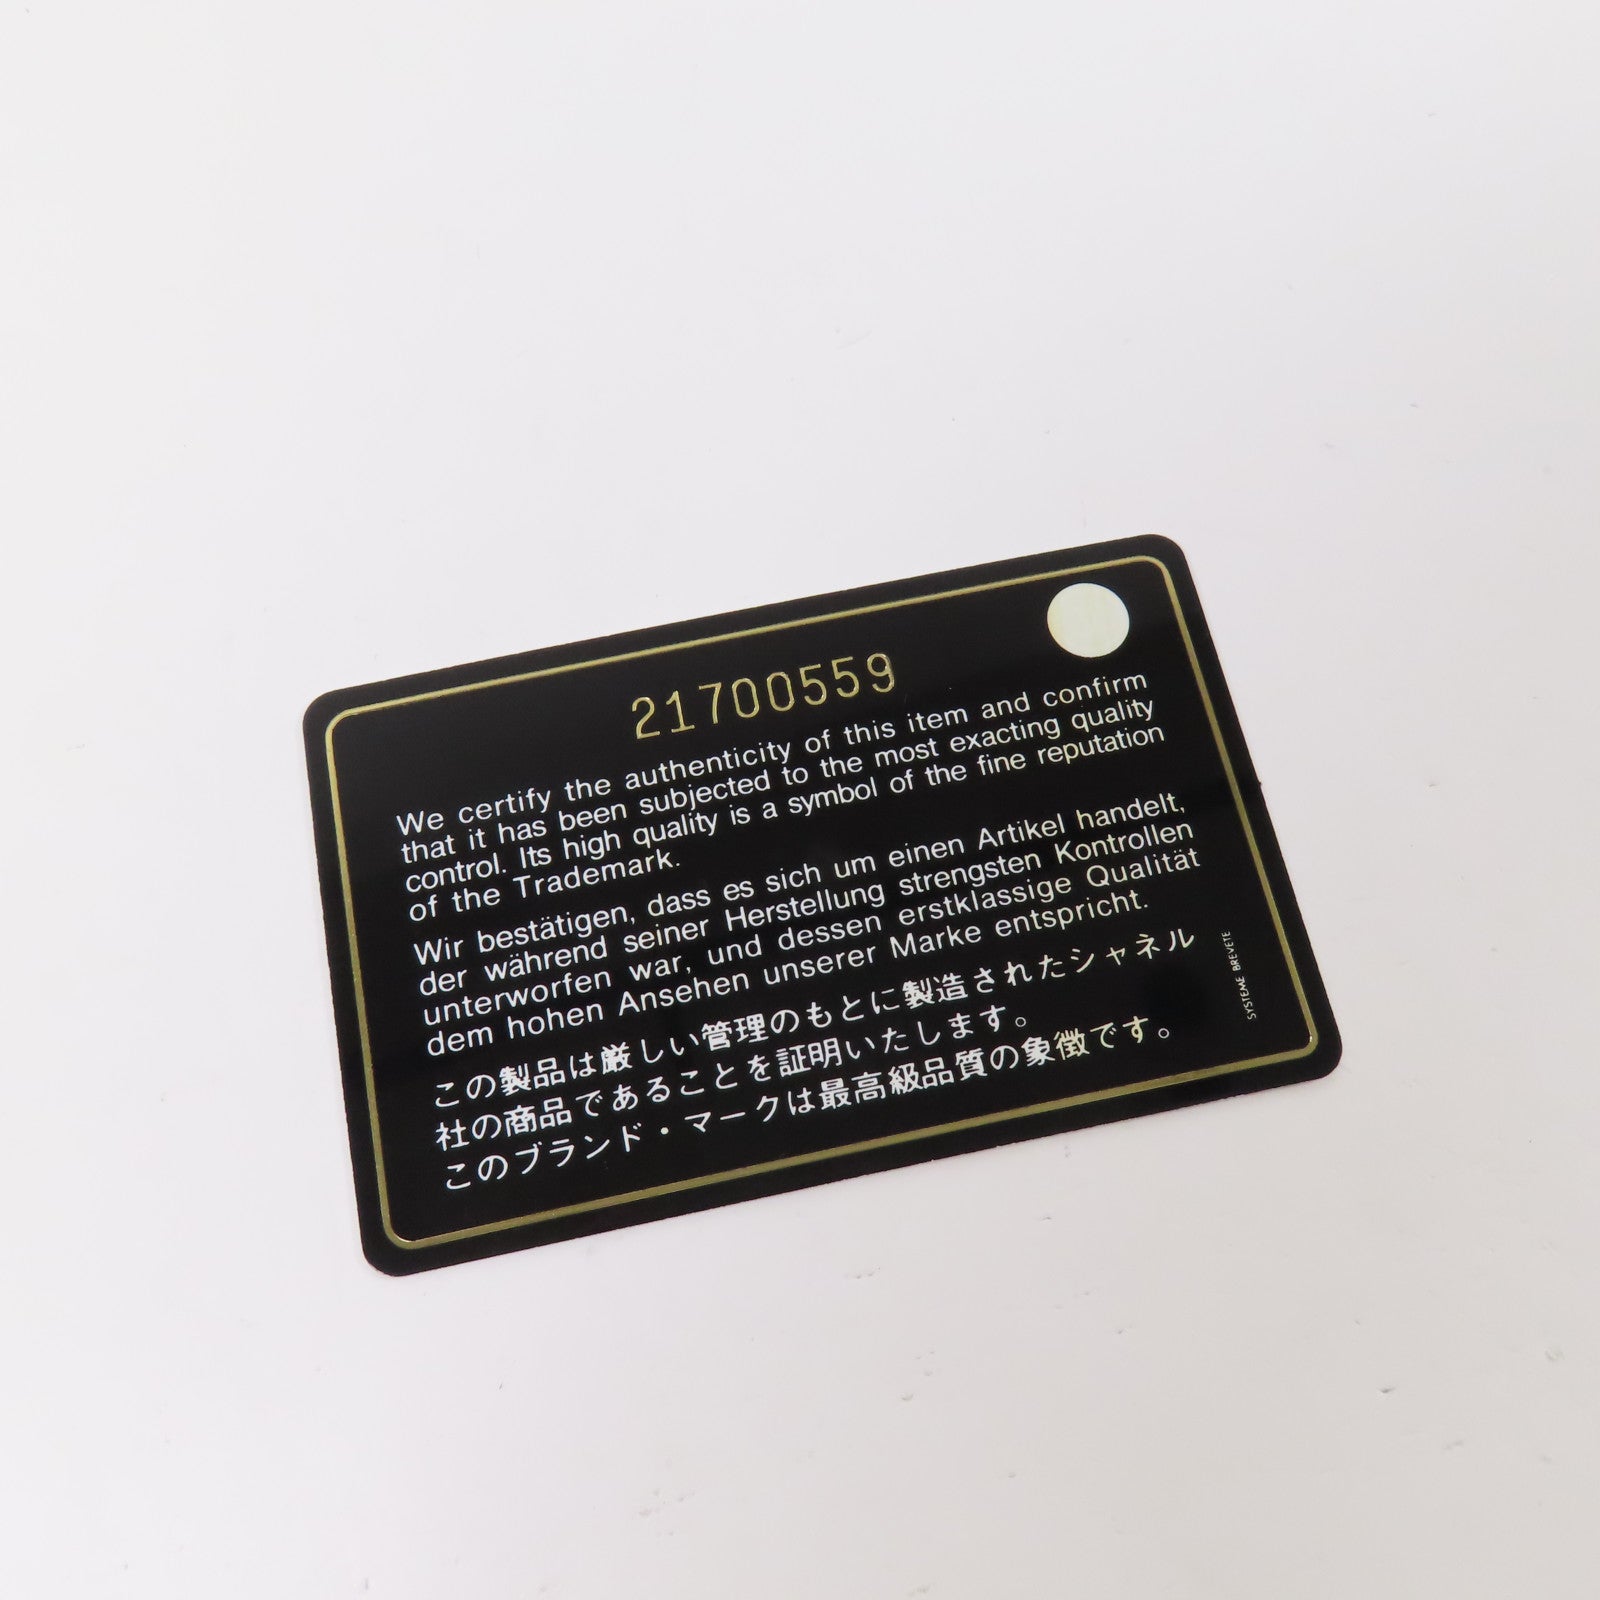 21700559
We certify the authenticity of this item and confirm
that it has been subjected to the most exacting quality
control. Its high quality is a symbol of the fine reputation
of the Trademark.
Wir bestätigen, dass es sich um einen Artikel handelt,
der während seiner Herstellung strengsten Kontrollen
unterworfen war, und dessen erstklassige Qualität
dem hohen Ansehen unserer Marke entspricht.
この製品は厳しい管理のもとに製造されたシャネル
社の商品であることを証明いたします。
このブランド・マークは最高級品質の象徴です。
SYSTEME BREVETE